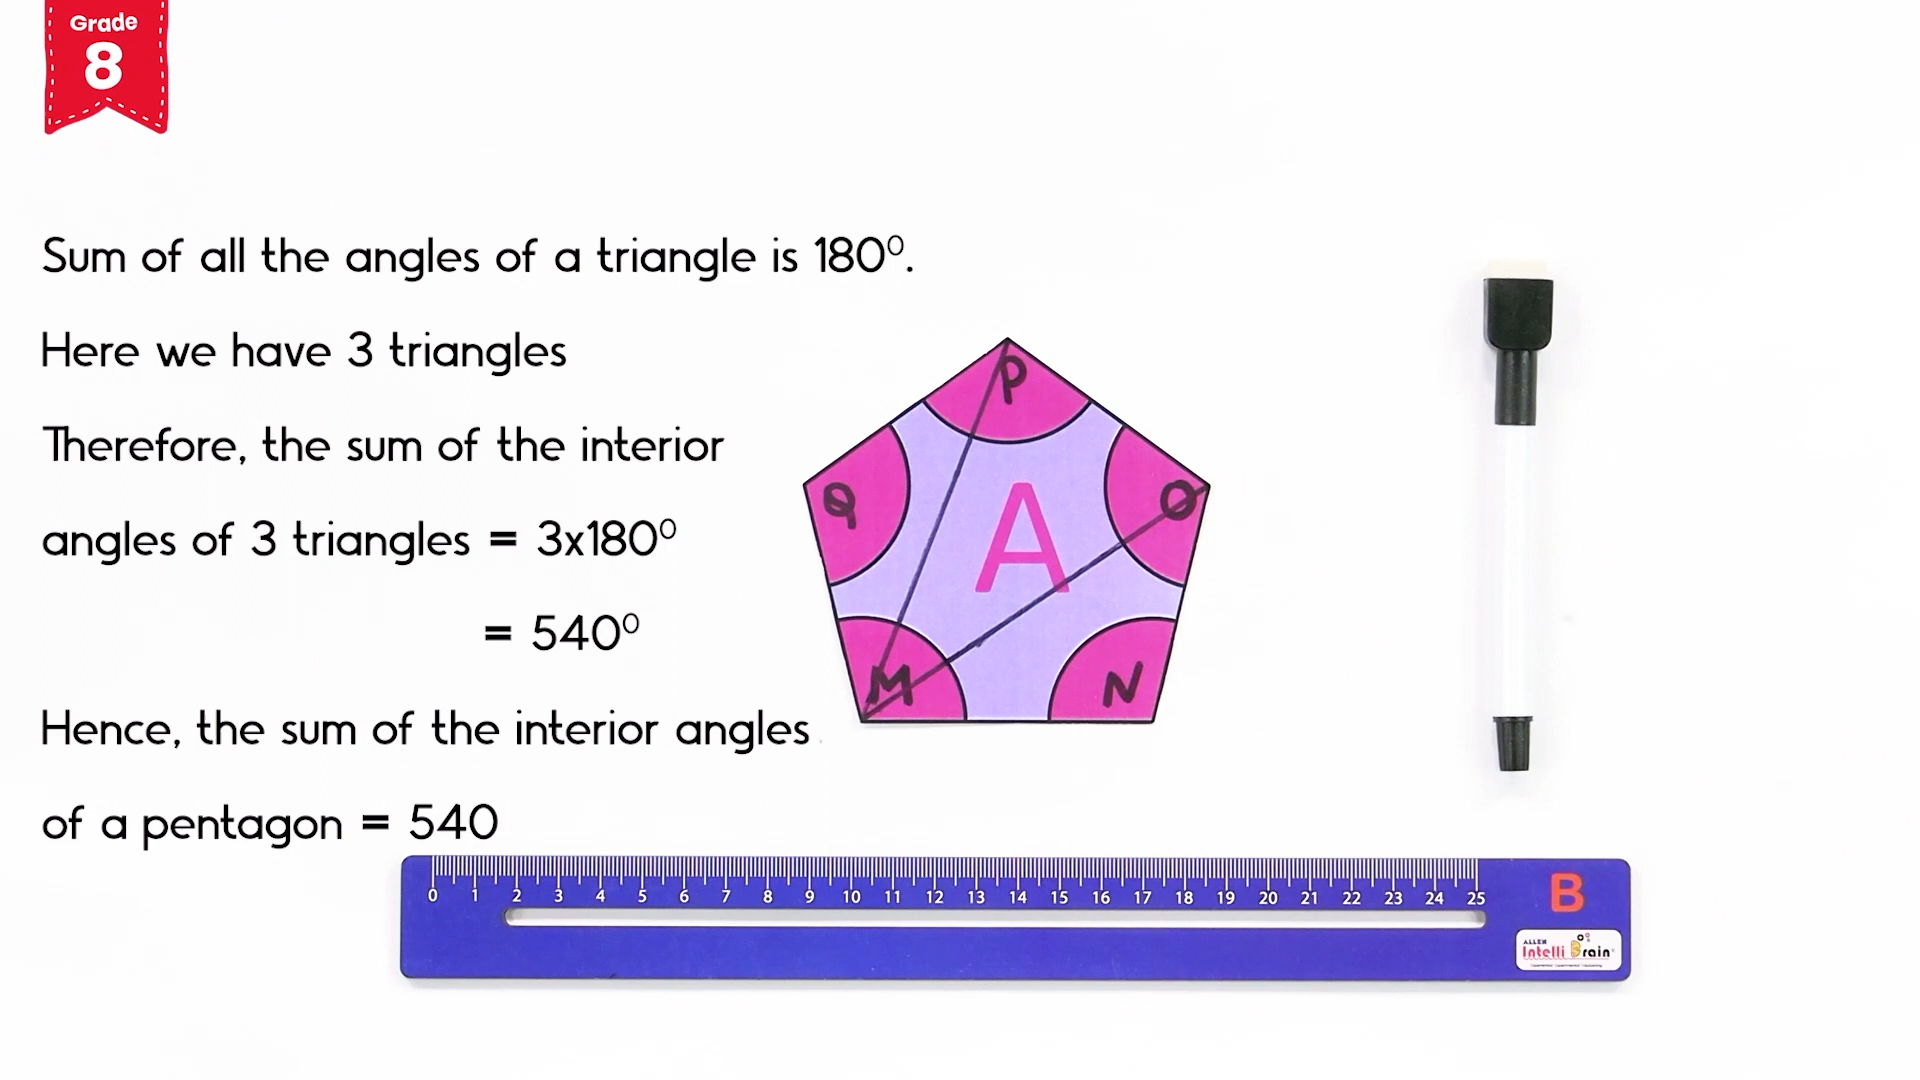 Grade
8
Sum of all the angles of a triangle is 180⁰.
Here we have 3 triangles
Therefore, the sum of the interior
angles of 3 triangles = 3x180⁰
= 540⁰
Hence, the sum of the interior angles
of a pentagon = 540
P
Q
O
A
M
N
0 1 2 3 4 5 6 7 8 9 10 11 12 13 14 15 16 17 18 19 20 21 22 23 24 25
B
ALLEN
Intelli Brain